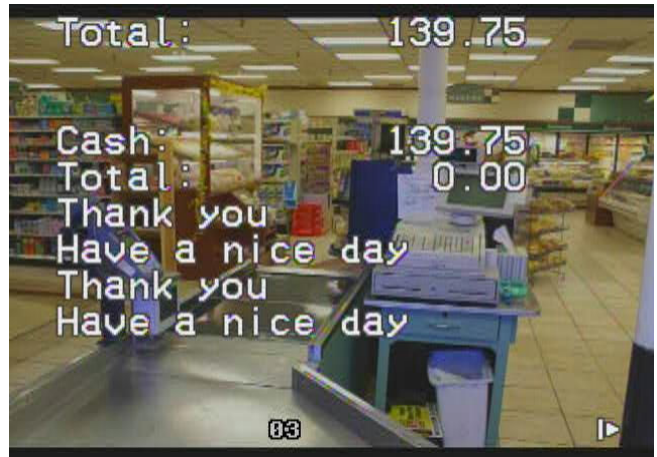 Total: 139.75
Cash: 139.75
Total: 0.00
Thank you
Have a nice day
Thank you
Have a nice day
03